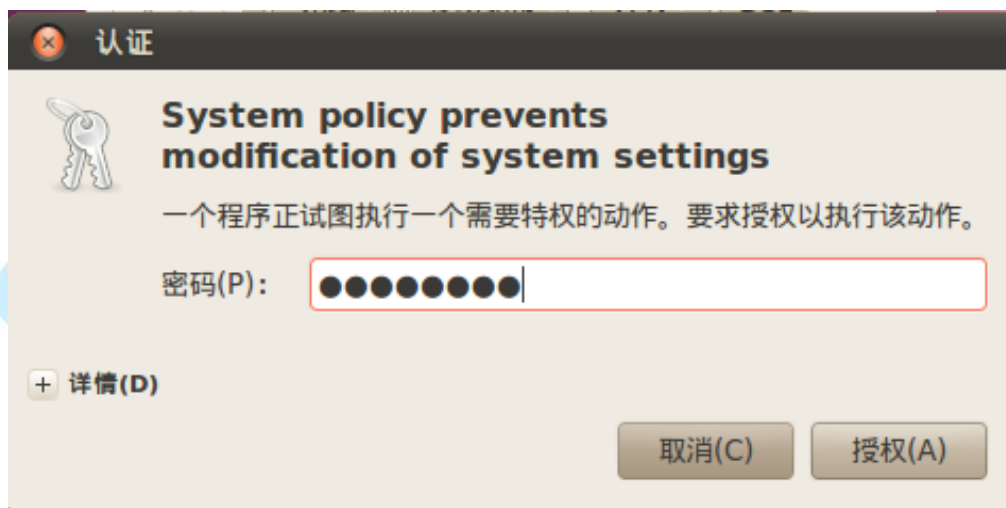 认证
System policy prevents
modification of system settings
一个程序正试图执行一个需要特权的动作。要求授权以执行该动作。
密码(P)： ●●●●●●●●
+ 详情(D)
取消(C) 授权(A)